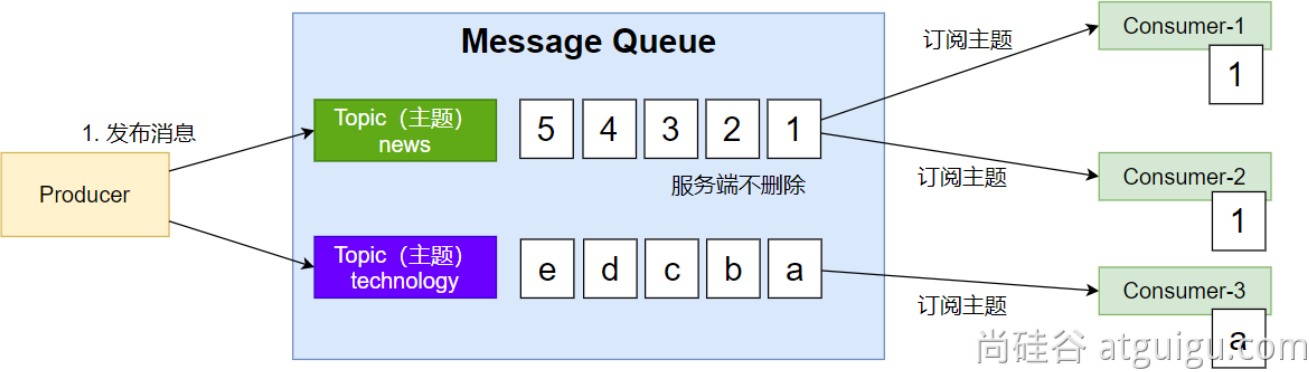 Message Queue
1. 发布消息
Producer
Topic（主题）
news
5 4 3 2 1
服务端不删除
Topic（主题）
technology
e d c b a
订阅主题
Consumer-1
1
订阅主题
Consumer-2
1
订阅主题
Consumer-3
a
尚硅谷 atguigu.com